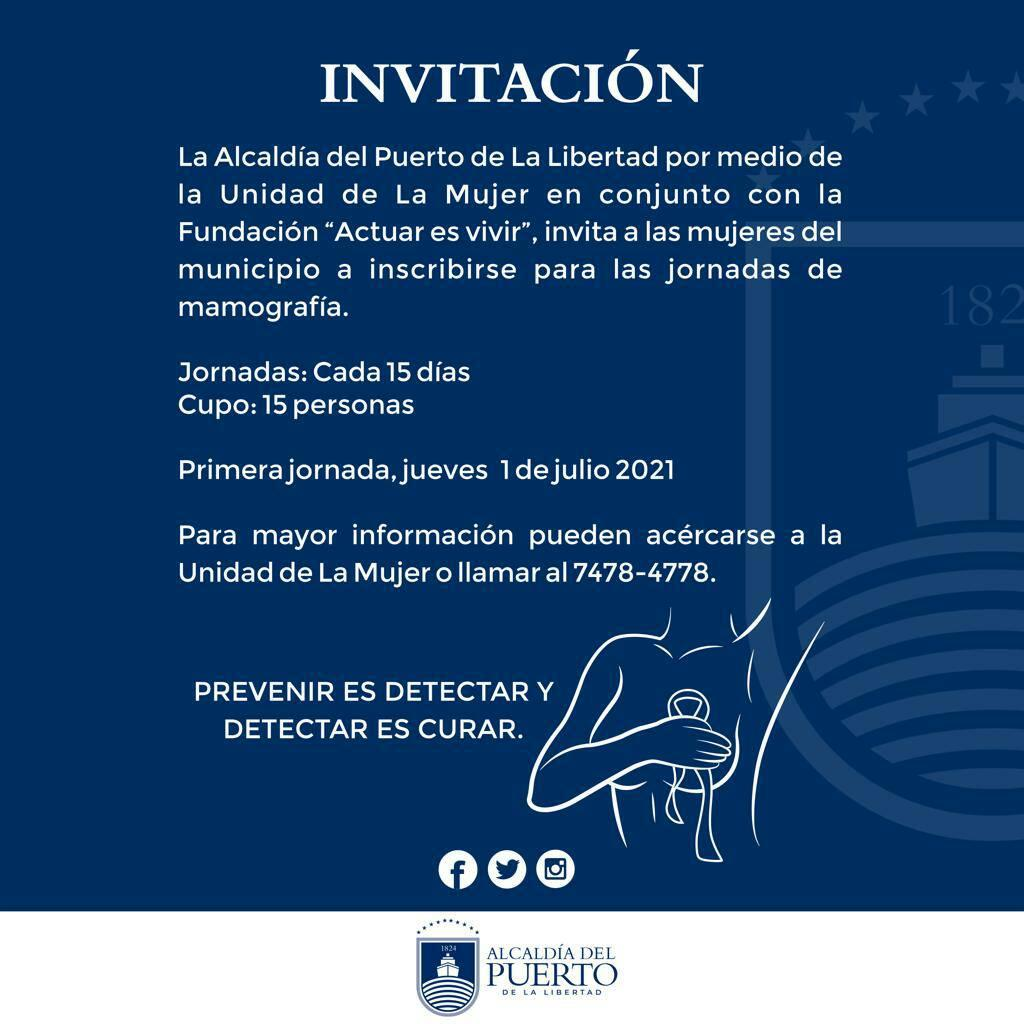 INVITACIÓN
La Alcaldía del Puerto de La Libertad por medio de
la Unidad de La Mujer en conjunto con la
Fundación “Actuar es vivir”, invita a las mujeres del
municipio a inscribirse para las jornadas de
mamografía.
Jornadas: Cada 15 días
Cupo: 15 personas
Primera jornada, jueves 1 de julio 2021
Para mayor información pueden acércarse a la
Unidad de La Mujer o llamar al 7478-4778.
PREVENIR ES DETECTAR Y
DETECTAR ES CURAR.
182
1824
ALCALDÍA DEL
PUERTO
DE LA LIBERTAD